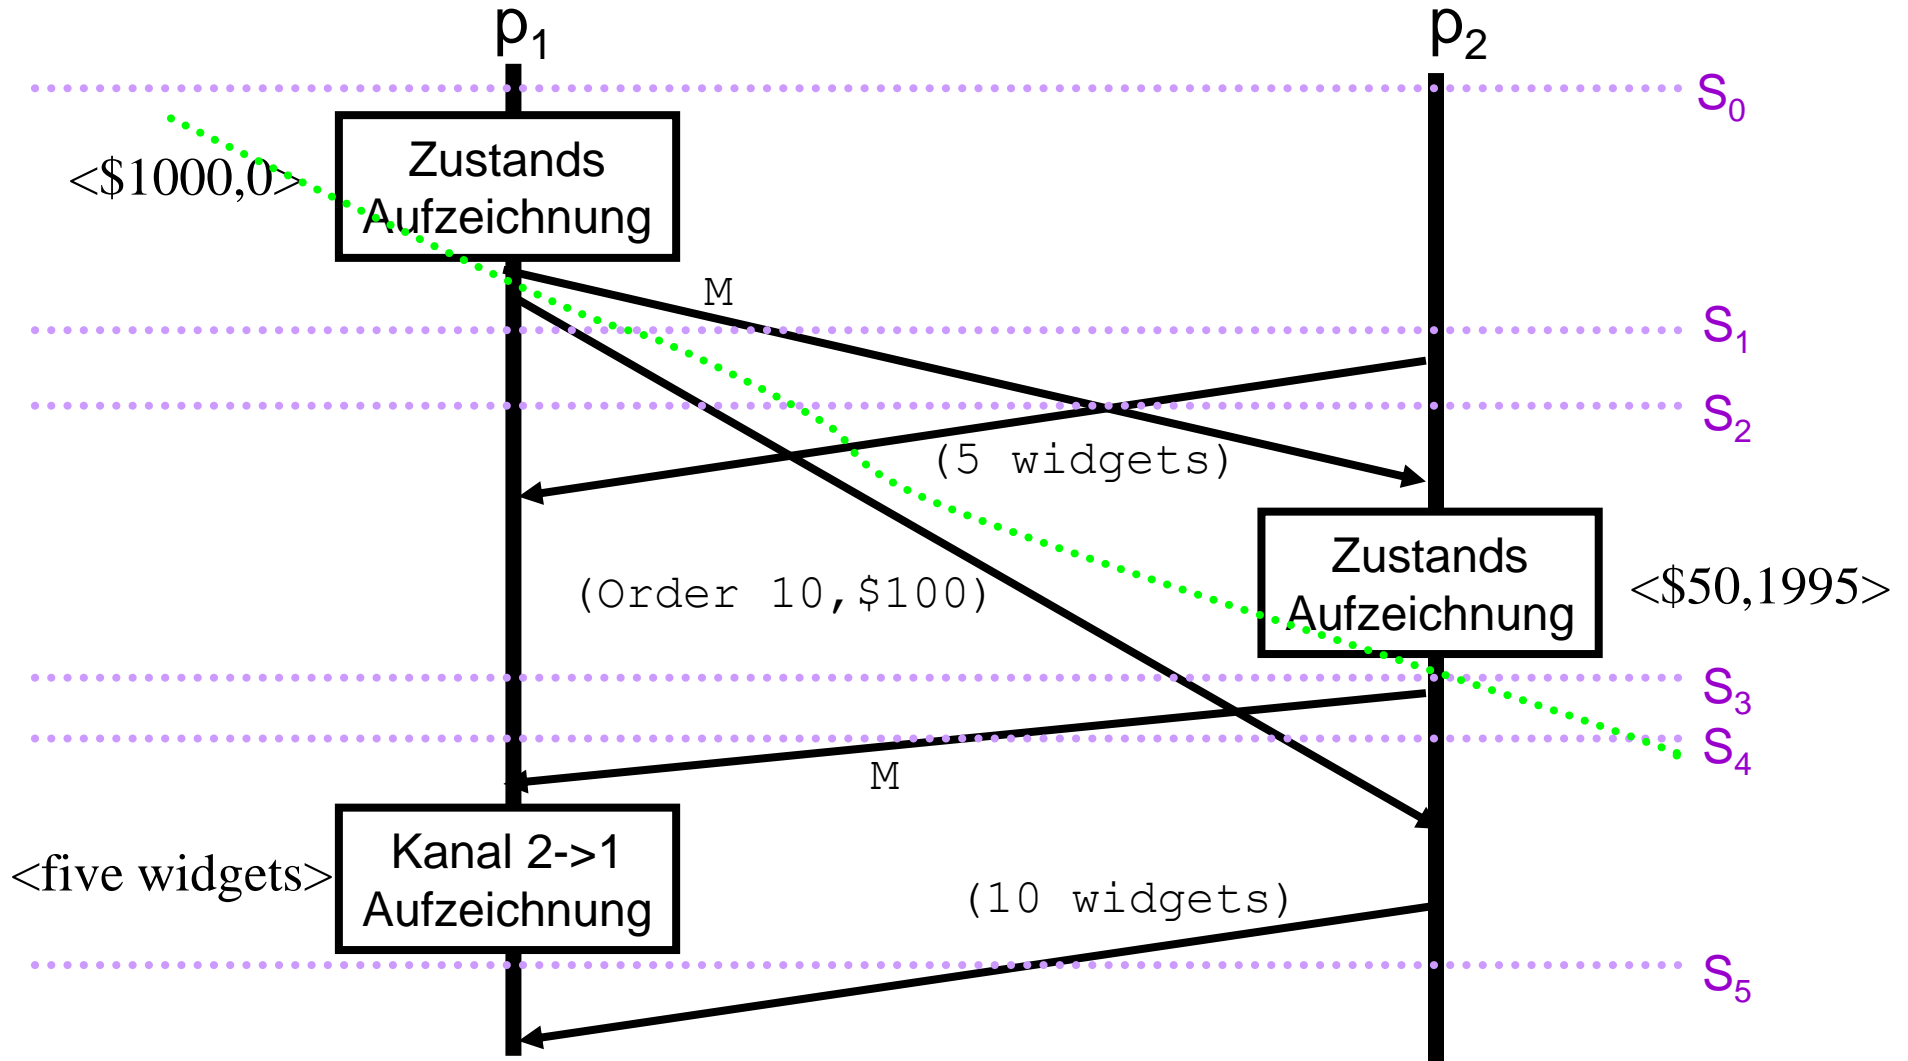 p1
p2
S0
Zustands
Aufzeichnung
<$1000,0>
M
S1
S2
(5 widgets)
Zustands
Aufzeichnung
<$50,1995>
(Order 10,$100)
S3
S4
M
Kanal 2->1
Aufzeichnung
<five widgets>
(10 widgets)
S5